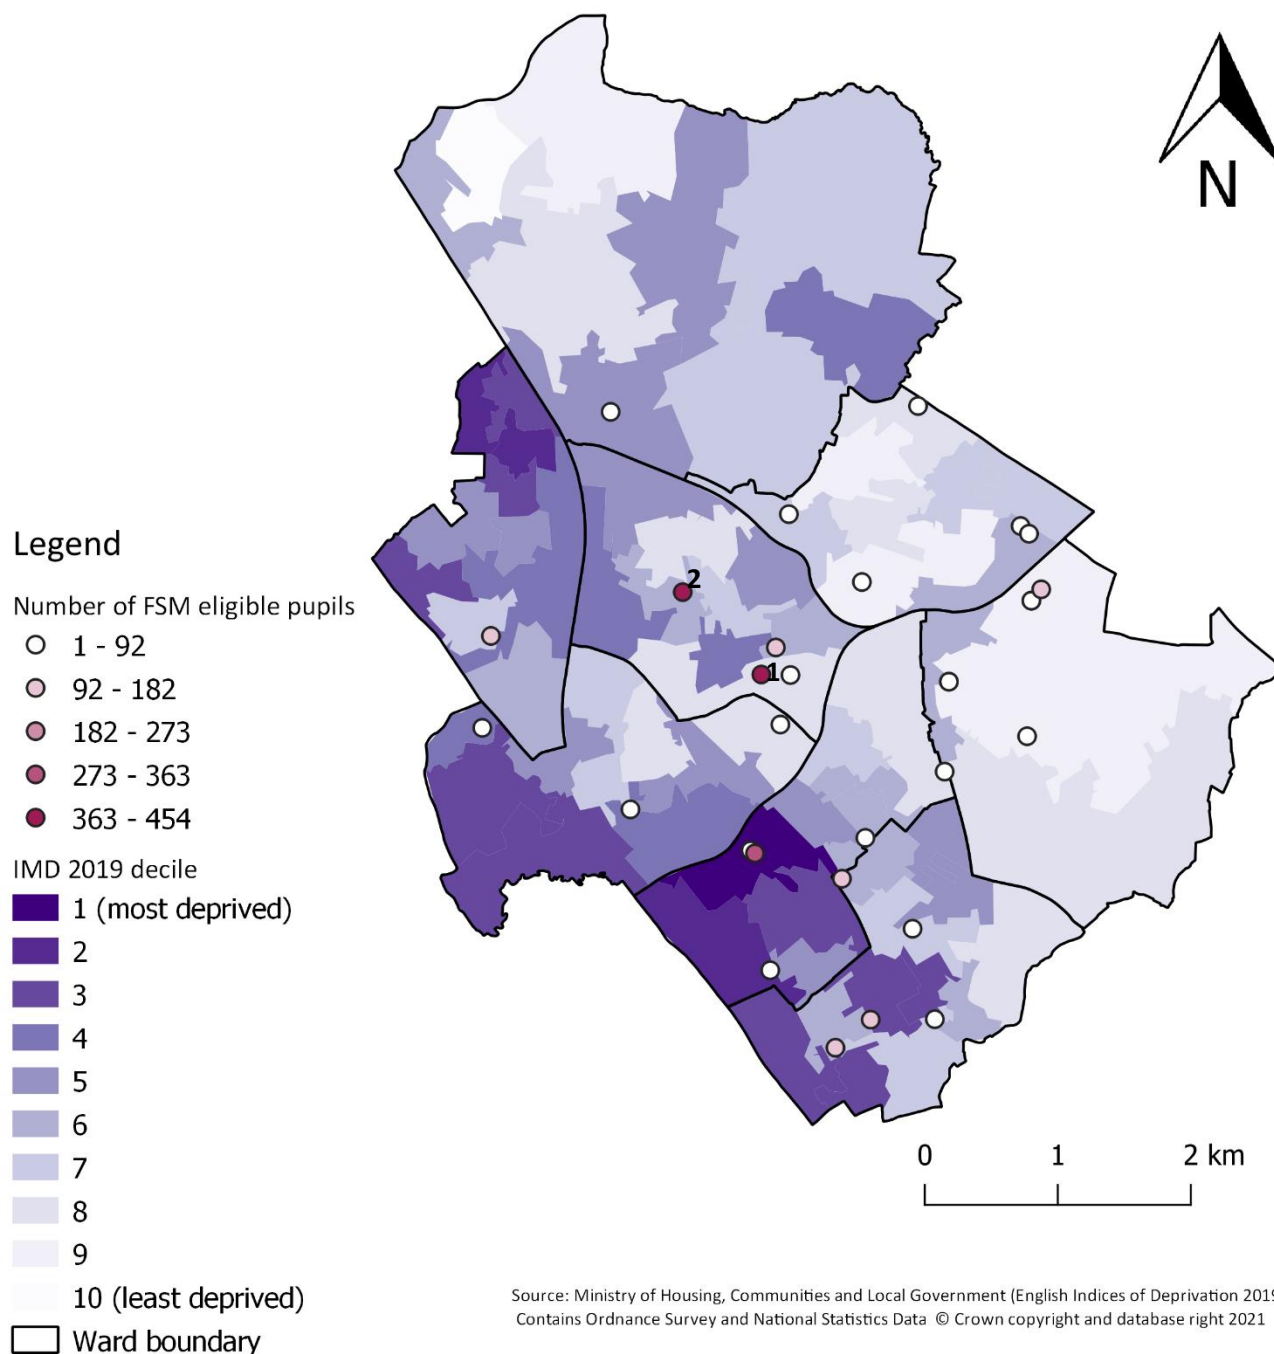 N
2
1
Legend
Number of FSM eligible pupils
1 - 92
92 - 182
182 - 273
273 - 363
363 - 454
IMD 2019 decile
1 (most deprived)
2
3
4
5
6
7
8
9
10 (least deprived)
Ward boundary
0 1 2 km
Source: Ministry of Housing, Communities and Local Government (English Indices of Deprivation 2019
Contains Ordnance Survey and National Statistics Data © Crown copyright and database right 2021